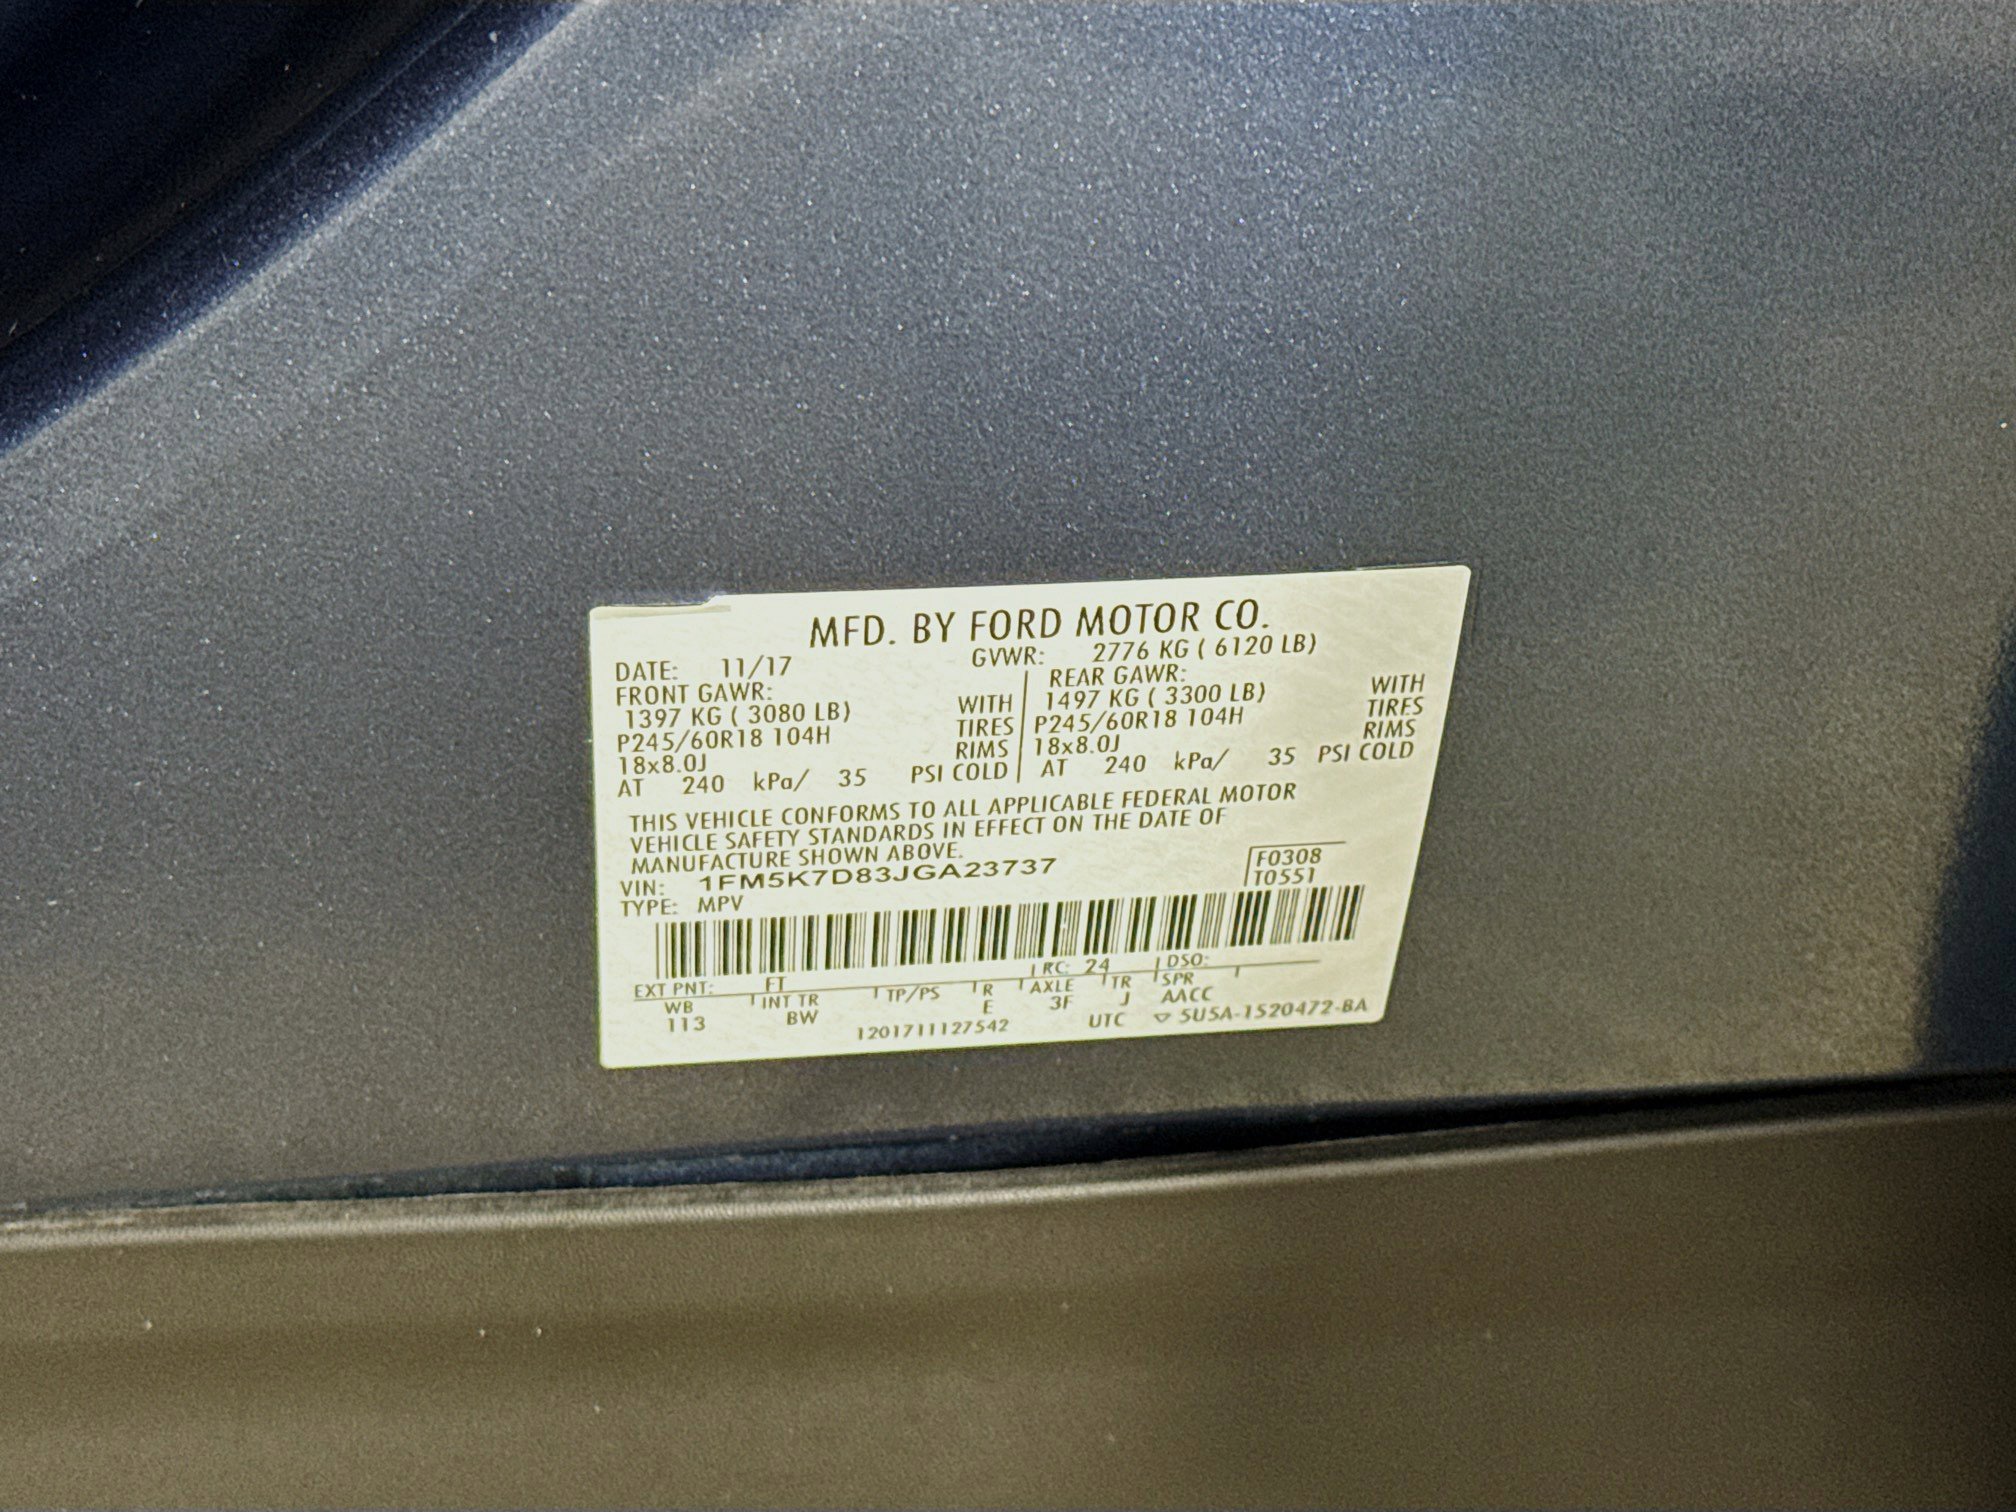 MFD. BY FORD MOTOR CO.
DATE: 11/17 GVWR: 2776 KG ( 6120 LB)
FRONT GAWR: REAR GAWR:
1397 KG ( 3080 LB) WITH 1497 KG ( 3300 LB) WITH
P245/60R18 104H TIRES P245/60R18 104H TIRES
18x8.0J RIMS 18x8.0J RIMS
AT 240 kPa/ 35 PSI COLD AT 240 kPa/ 35 PSI COLD
THIS VEHICLE CONFORMS TO ALL APPLICABLE FEDERAL MOTOR
VEHICLE SAFETY STANDARDS IN EFFECT ON THE DATE OF
MANUFACTURE SHOWN ABOVE.
VIN: 1FM5K7D83JGA23737 F0308
TYPE: MPV T0551
EXT PNT: FT RC: 24 DSO:
WB INT TR TP/PS R AXLE TR SPR
113 BW E 3F J AACC
1201711127542 UTC ▽ 5U5A-1520472-BA